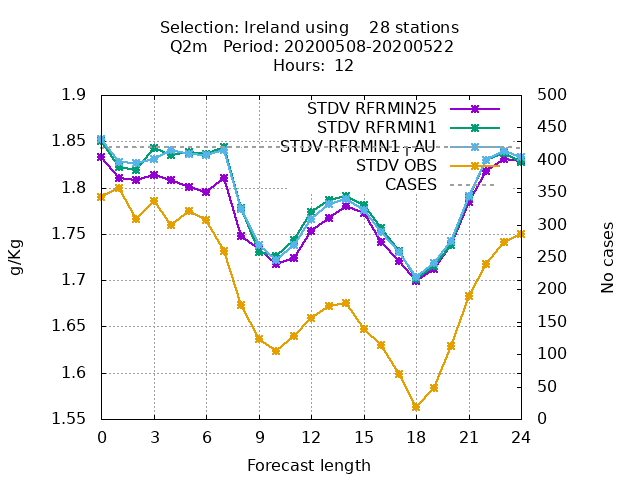 Selection: Ireland using 28 stations
Q2m Period: 20200508-20200522
Hours: 12
STDV RFRMIN25
STDV RFRMIN1
STDV RFRMIN1_AU
STDV OBS
CASES
1.9
1.85
1.8
1.75
1.7
1.65
1.6
1.55
g/Kg
500
450
400
350
300
250
200
150
100
50
0
No cases
0 3 6 9 12 15 18 21 24
Forecast length